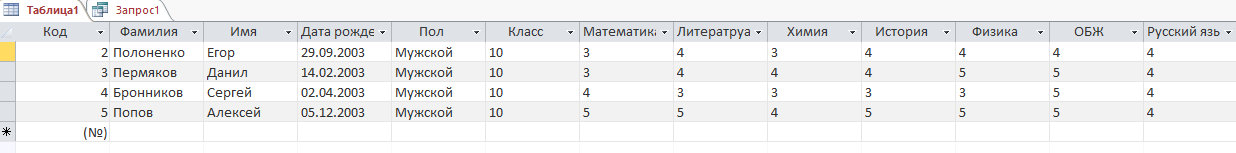 Таблица1 Запрос1
Код Фамилия Имя Дата рожде Пол Класс Математика Литератруа Химия История Физика ОБЖ Русский язь
2 Полоненко Егор 29.09.2003 Мужской 10 3 4 3 4 4 4 4
3 Пермяков Данил 14.02.2003 Мужской 10 3 4 4 4 5 5 4
4 Бронников Сергей 02.04.2003 Мужской 10 4 3 3 3 3 5 4
5 Попов Алексей 05.12.2003 Мужской 10 5 5 4 5 5 5 4
(№)